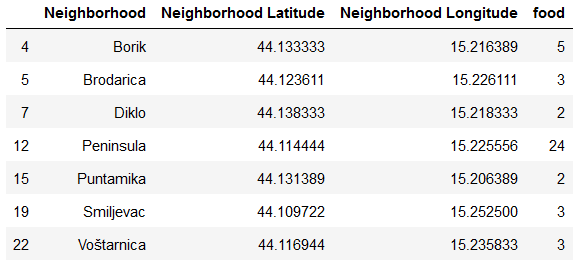 Neighborhood Neighborhood Latitude Neighborhood Longitude food
4 Borik 44.133333 15.216389 5
5 Brodarica 44.123611 15.226111 3
7 Diklo 44.138333 15.218333 2
12 Peninsula 44.114444 15.225556 24
15 Puntamika 44.131389 15.206389 2
19 Smiljevac 44.109722 15.252500 3
22 Voštarnica 44.116944 15.235833 3